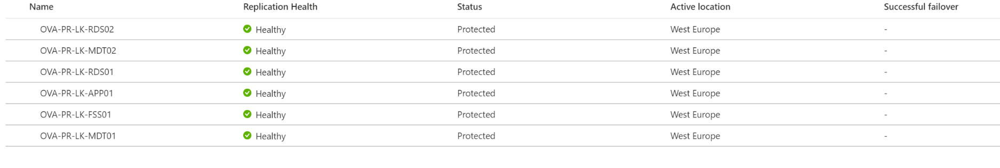 Name Replication Health Status Active location Successful failover
OVA-PR-LK-RDS02 Healthy Protected West Europe -
OVA-PR-LK-MDT02 Healthy Protected West Europe -
OVA-PR-LK-RDS01 Healthy Protected West Europe -
OVA-PR-LK-APP01 Healthy Protected West Europe -
OVA-PR-LK-FSS01 Healthy Protected West Europe -
OVA-PR-LK-MDT01 Healthy Protected West Europe -